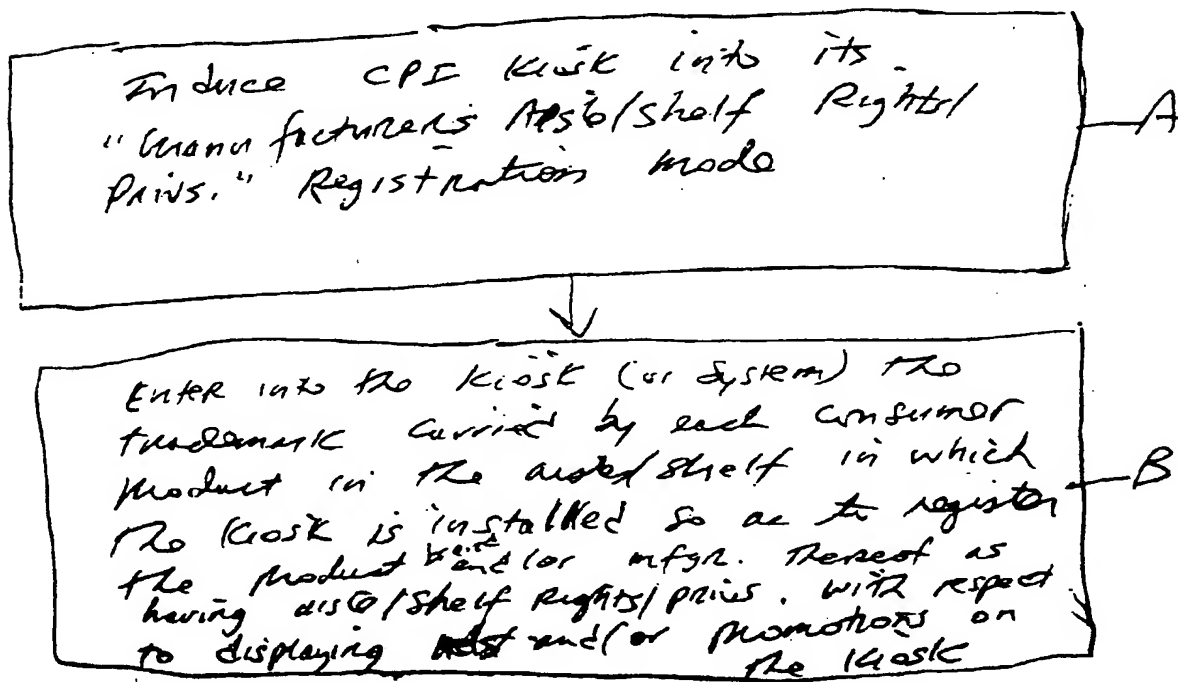 Induce CPI Kiosk into its
"Manufacturer's Aisle/Shelf Rights/
Privs." Registration mode
A
Enter into the Kiosk (or System) the
trademark carried by each consumer
product in the aisle/shelf in which
the Kiosk is installed so as to register
the product brand and/or mfgr. thereof as
having aisle/shelf Rights/privs. with respect
to displaying and/or promotions on
the Kiosk
B